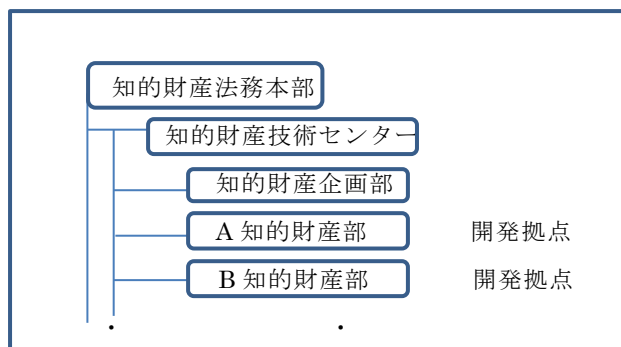 知的財産法務本部
知的財産技術センター
知的財産企画部
A 知的財産部 開発拠点
B 知的財産部 開発拠点
・ ・